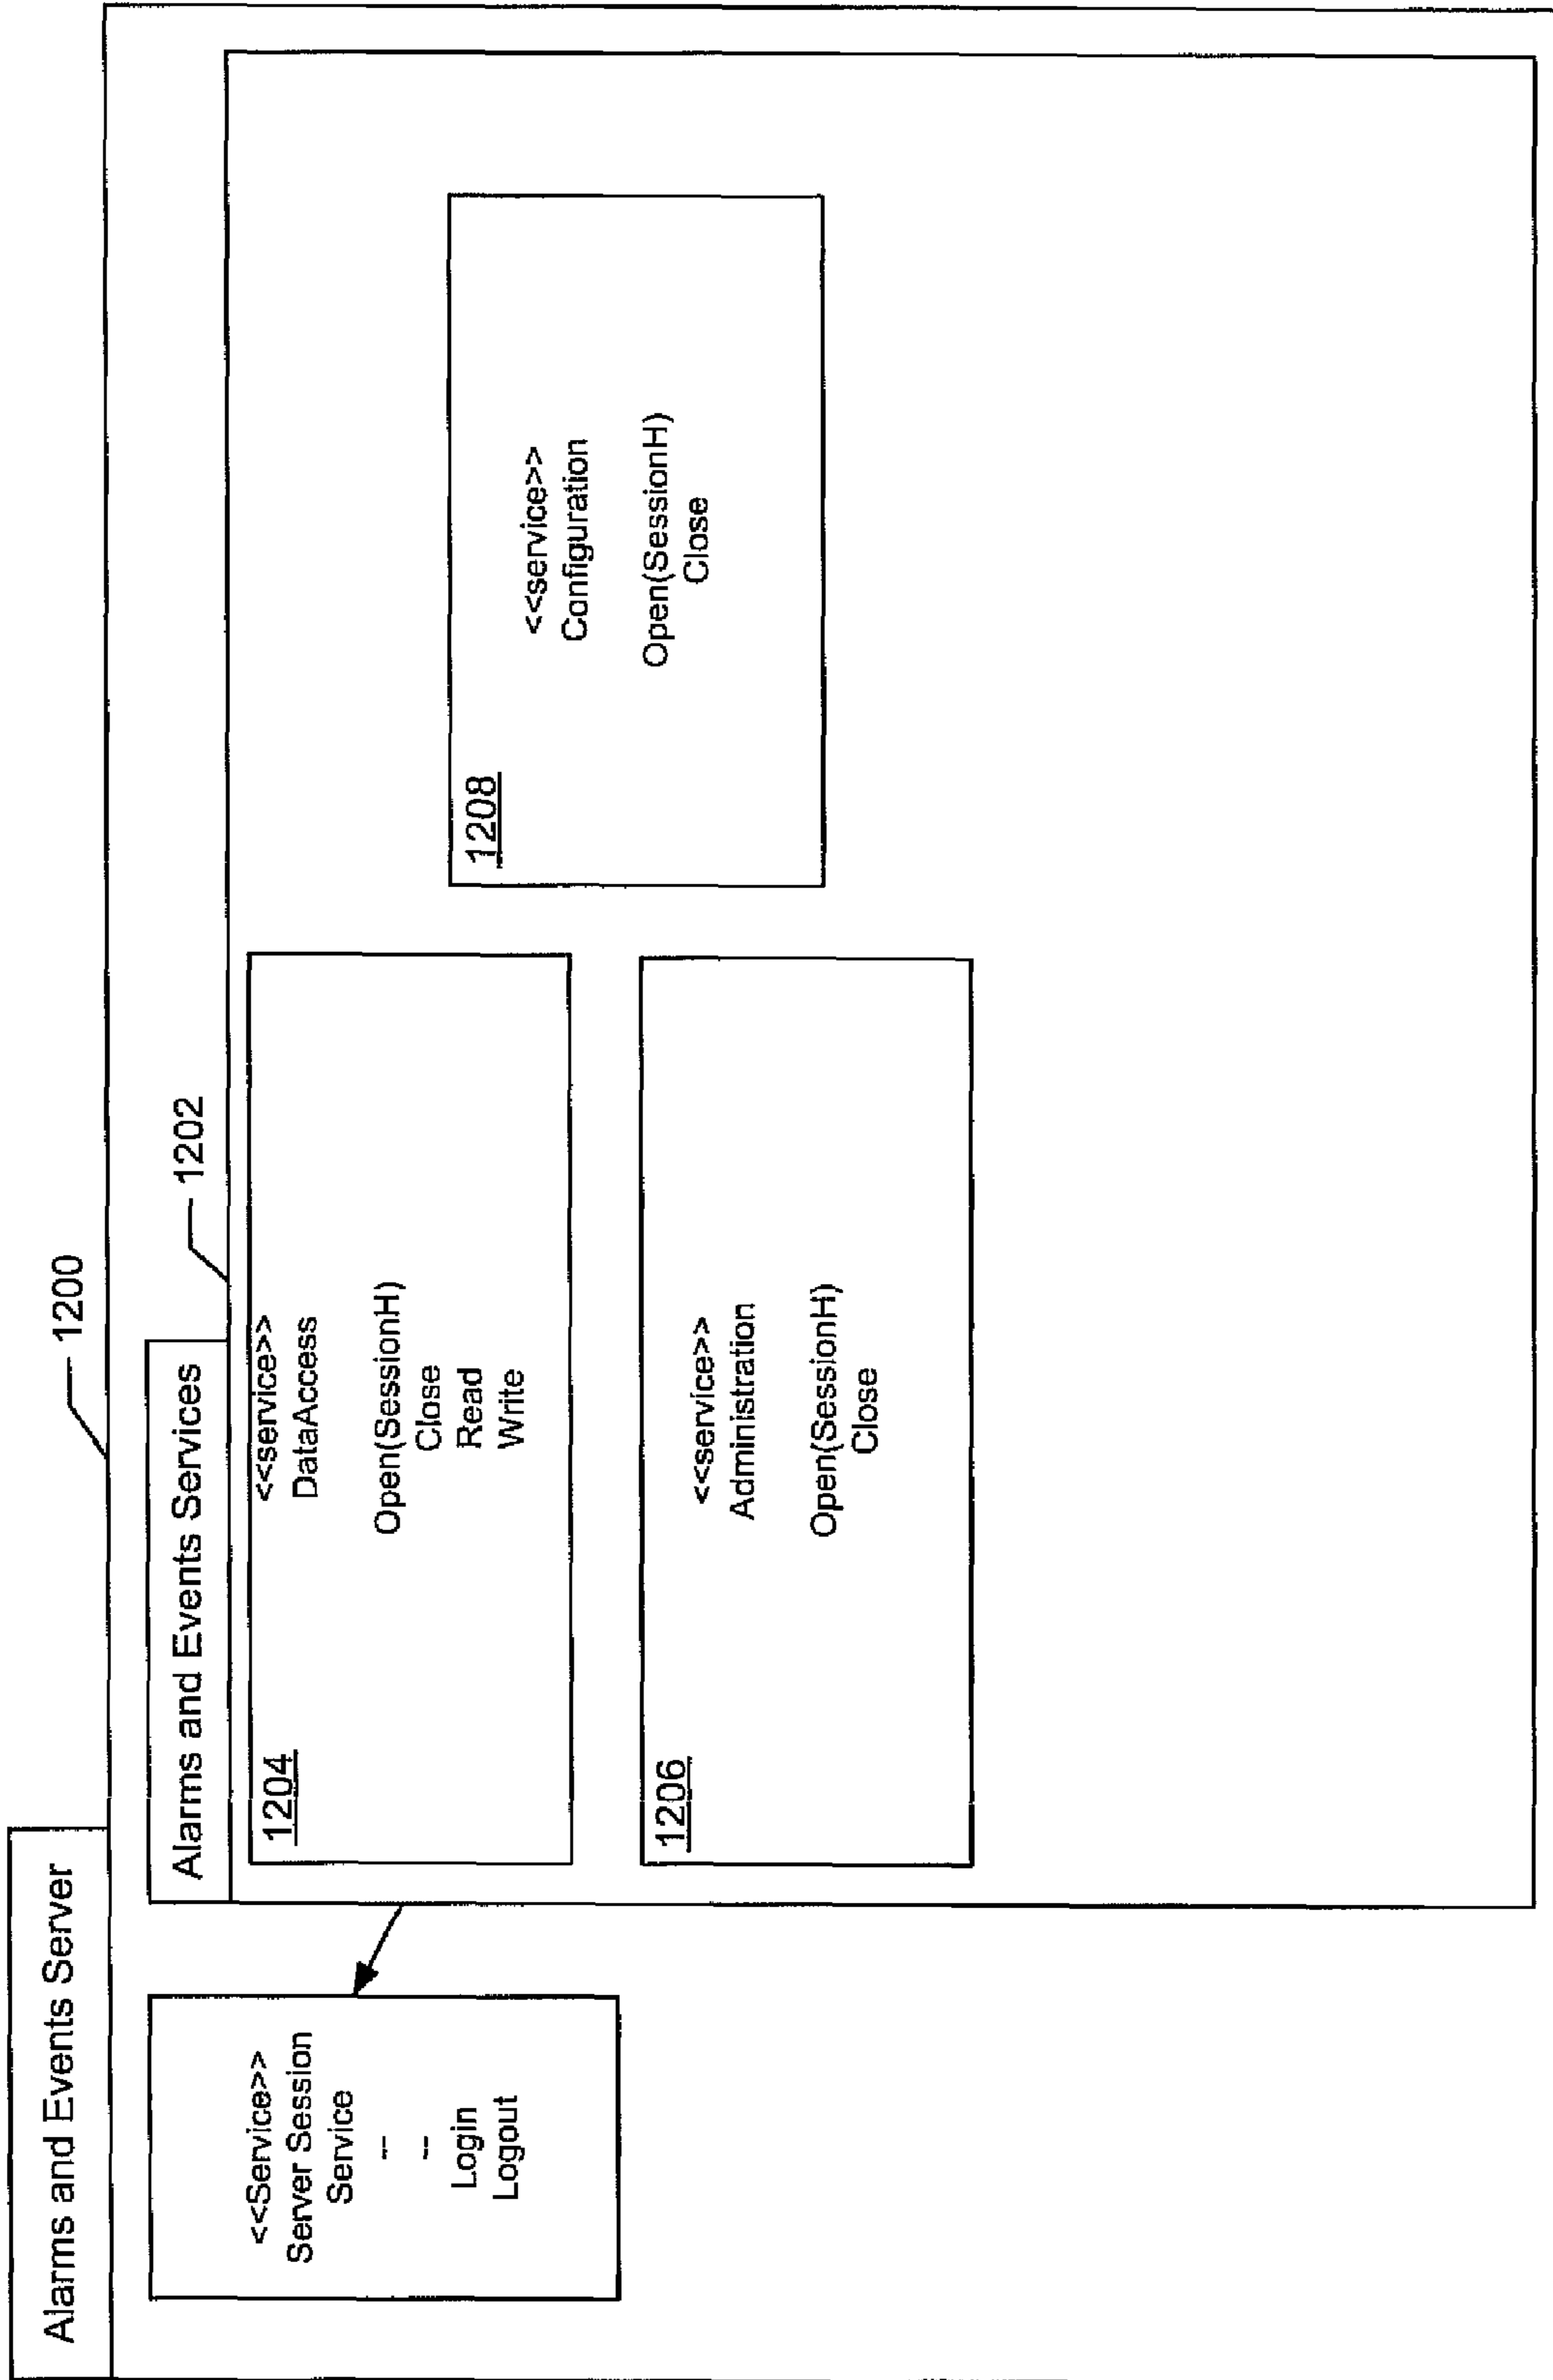 Alarms and Events Server
1200
Alarms and Events Services
1202
<<Service>>
Server Session
Service
--
--
Login
Logout
1204
<<service>>
DataAccess
Open(SessionH)
Close
Read
Write
1206
<<service>>
Administration
Open(SessionH)
Close
1208
<<service>>
Configuration
Open(SessionH)
Close